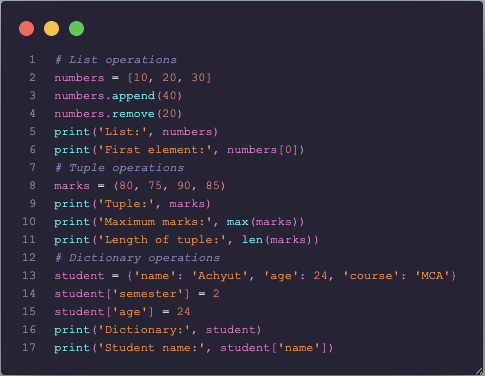 1 # List operations
2 numbers = [10, 20, 30]
3 numbers.append(40)
4 numbers.remove(20)
5 print('List:', numbers)
6 print('First element:', numbers[0])
7 # Tuple operations
8 marks = (80, 75, 90, 85)
9 print('Tuple:', marks)
10 print('Maximum marks:', max(marks))
11 print('Length of tuple:', len(marks))
12 # Dictionary operations
13 student = {'name': 'Achyut', 'age': 24, 'course': 'MCA'}
14 student['semester'] = 2
15 student['age'] = 24
16 print('Dictionary:', student)
17 print('Student name:', student['name'])